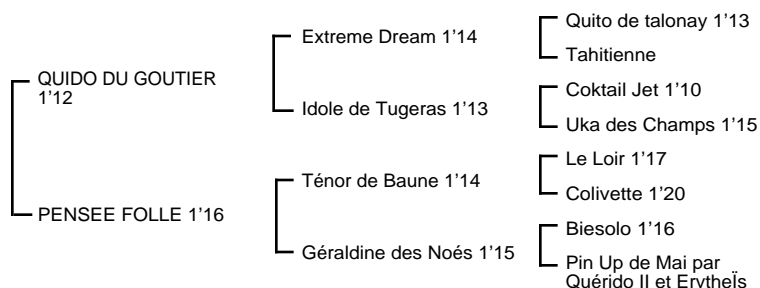 QUIDO DU GOUTIER
1'12
PENSEE FOLLE 1'16
Extreme Dream 1'14
Idole de Tugeras 1'13
Ténor de Baune 1'14
Géraldine des Noés 1'15
Quito de talonay 1'13
Tahitienne
Coktail Jet 1'10
Uka des Champs 1'15
Le Loir 1'17
Colivette 1'20
Biesolo 1'16
Pin Up de Mai par
Quérido II et ErytheÏs